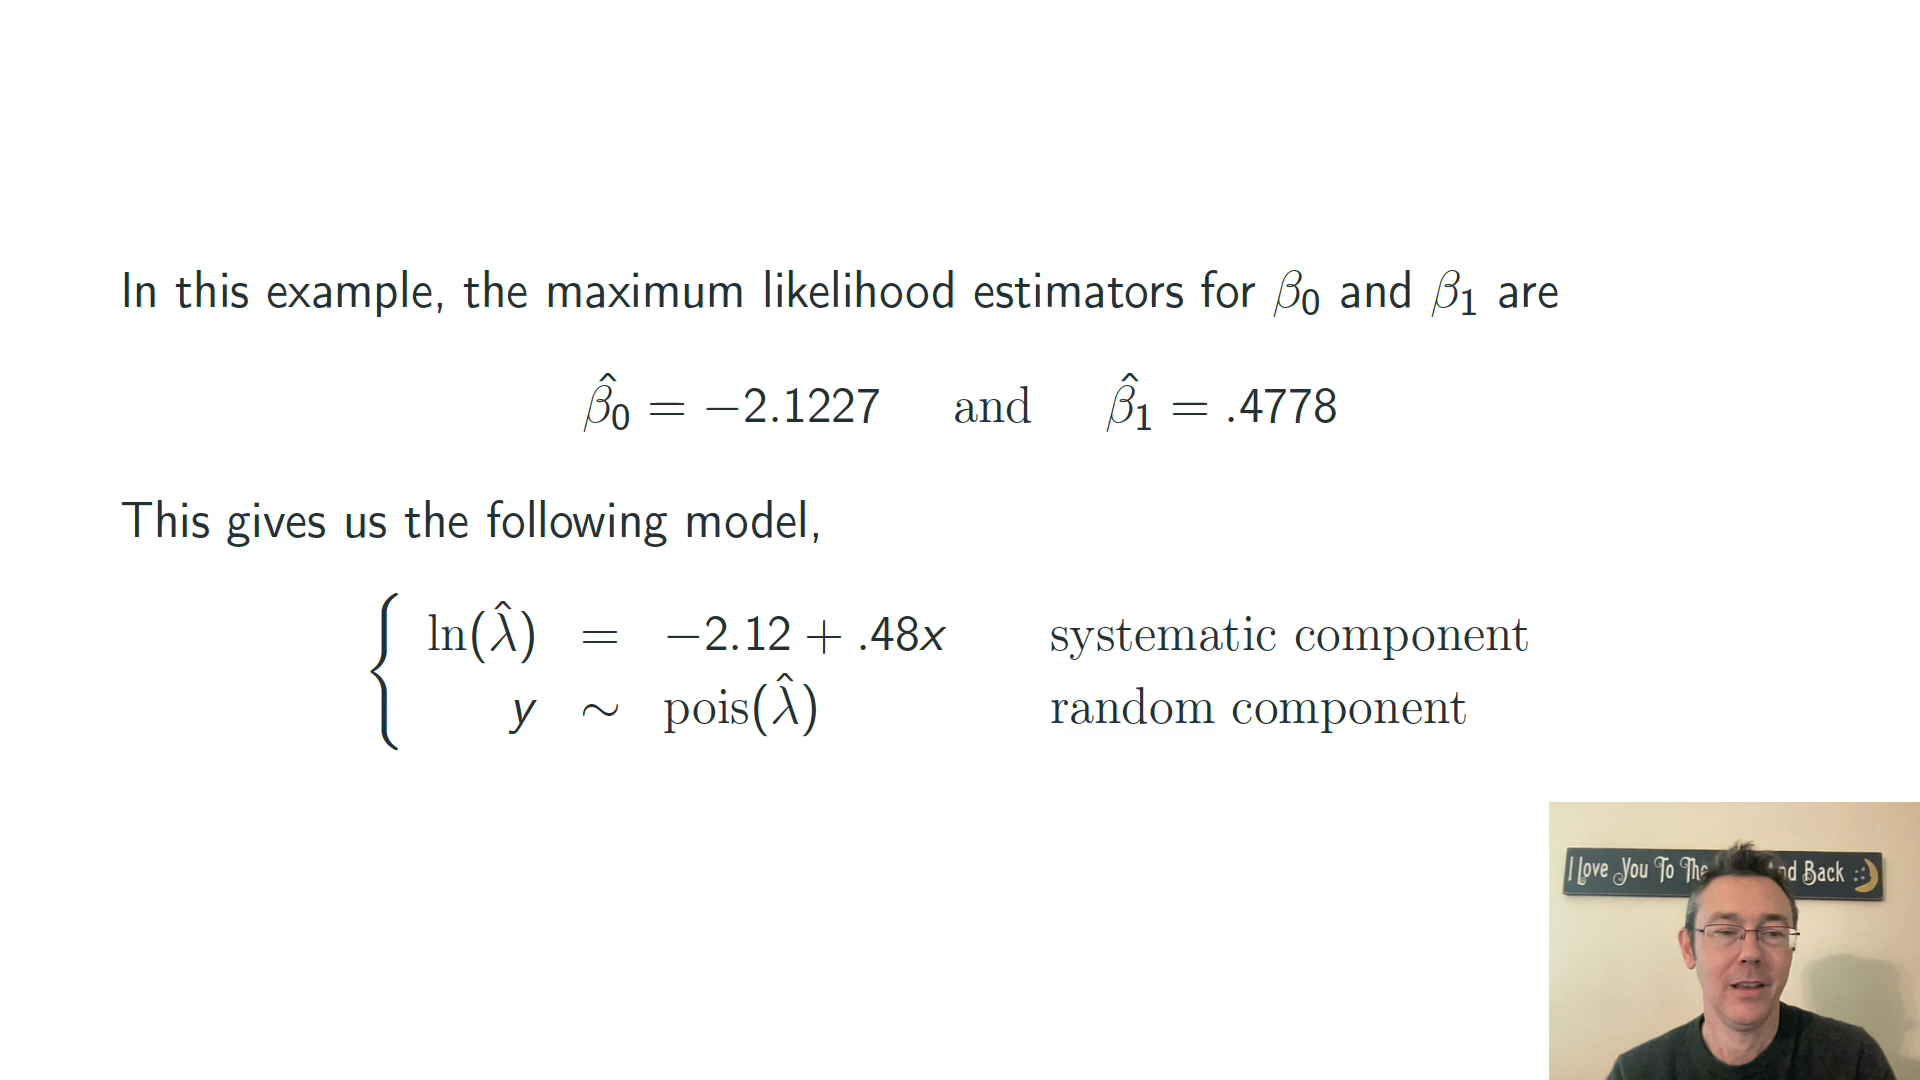 In this example, the maximum likelihood estimators for β₀ and β₁ are
β̂₀ = −2.1227 and β̂₁ = .4778
This gives us the following model,
ln(λ̂) = −2.12 + .48x systematic component
y ∼ pois(λ̂) random component
I Love You To The nd Back